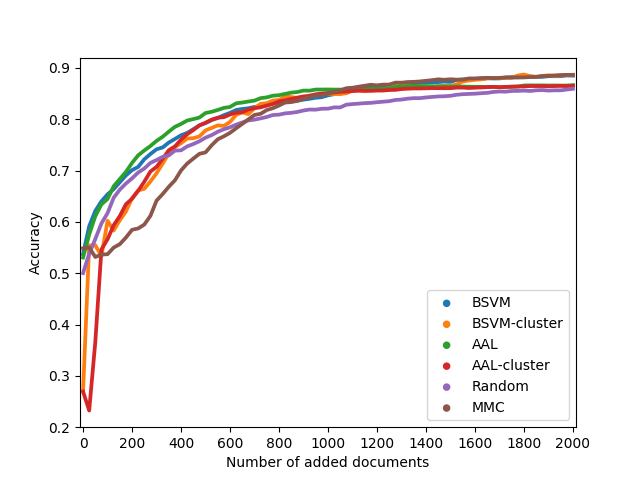 0.9
0.8
0.7
0.6
0.5
0.4
0.3
0.2
Accuracy
BSVM
BSVM-cluster
AAL
AAL-cluster
Random
MMC
0 200 400 600 800 1000 1200 1400 1600 1800 2000
Number of added documents